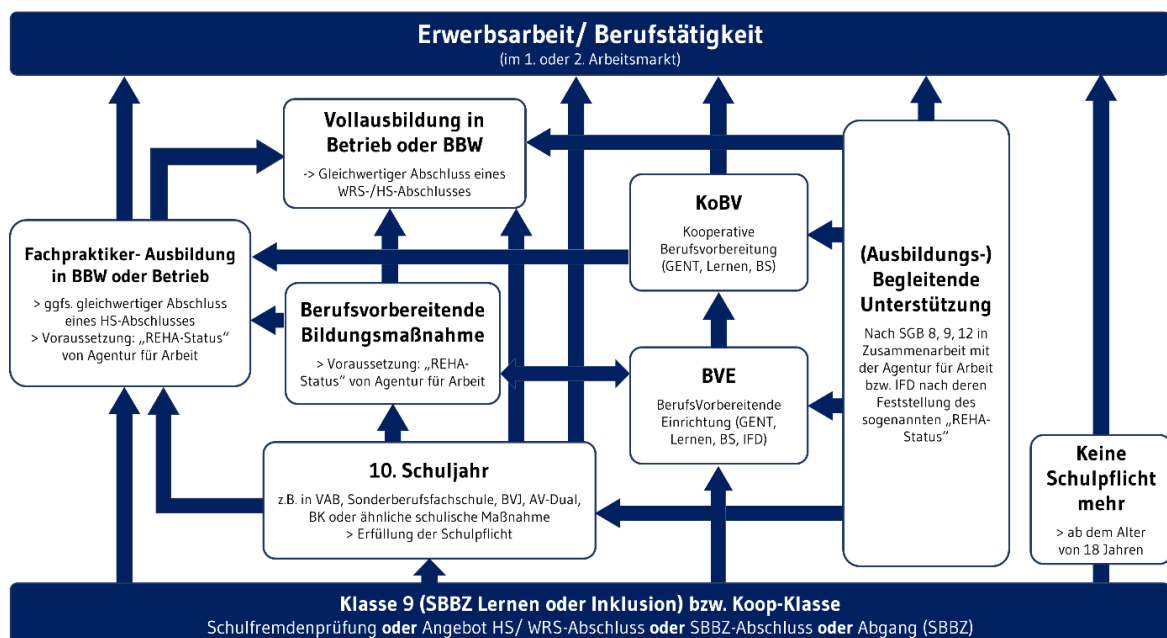 Erwerbsarbeit/ Berufstätigkeit
(im 1. oder 2. Arbeitsmarkt)
Vollausbildung in
Betrieb oder BBW
-> Gleichwertiger Abschluss eines
WRS-/HS-Abschlusses
KoBV
Kooperative
Berufsvorbereitung
(GENT, Lernen, BS)
(Ausbildungs-)
Begleitende
Unterstützung
Nach SGB 8, 9, 12 in
Zusammenarbeit mit
der Agentur für Arbeit
bzw. IFD nach deren
Feststellung des
sogenannten „REHA-
Status“
Fachpraktiker- Ausbildung
in BBW oder Betrieb
> ggfs. gleichwertiger Abschluss
eines HS-Abschlusses
> Voraussetzung: „REHA-Status“
von Agentur für Arbeit
Berufsvorbereitende
Bildungsmaßnahme
> Voraussetzung: „REHA-
Status“ von Agentur für Arbeit
BVE
BerufsVorbereitende
Einrichtung (GENT,
Lernen, BS, IFD)
10. Schuljahr
z.B. in VAB, Sonderberufsfachschule, BVJ, AV-Dual,
BK oder ähnliche schulische Maßnahme
> Erfüllung der Schulpflicht
Keine
Schulpflicht
mehr
> ab dem Alter
von 18 Jahren
Klasse 9 (SBBZ Lernen oder Inklusion) bzw. Koop-Klasse
Schulfremdenprüfung oder Angebot HS/ WRS-Abschluss oder SBBZ-Abschluss oder Abgang (SBBZ)